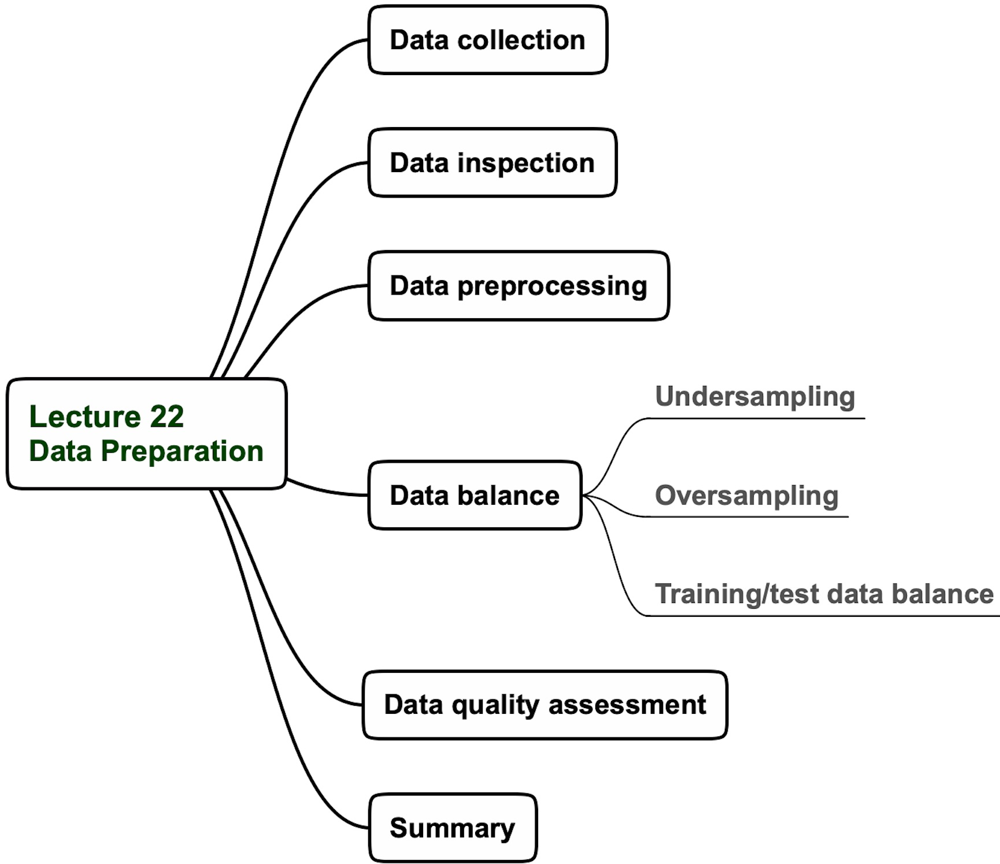 Data collection
Data inspection
Data preprocessing
Lecture 22
Data Preparation
Data balance
Undersampling
Oversampling
Training/test data balance
Data quality assessment
Summary